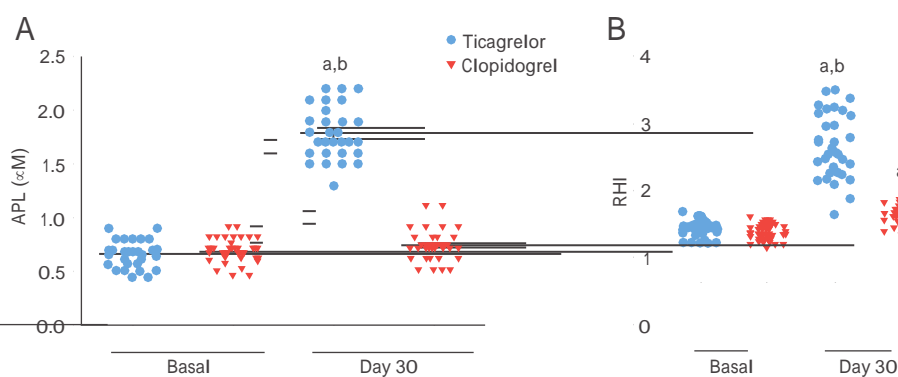 A
B
Ticagrelor
Clopidogrel
2.5
2.0
1.5
1.0
0.5
0.0
APL (∝M)
a,b
Basal
Day 30
4
3
2
1
0
RHI
a,b
a
Basal
Day 30